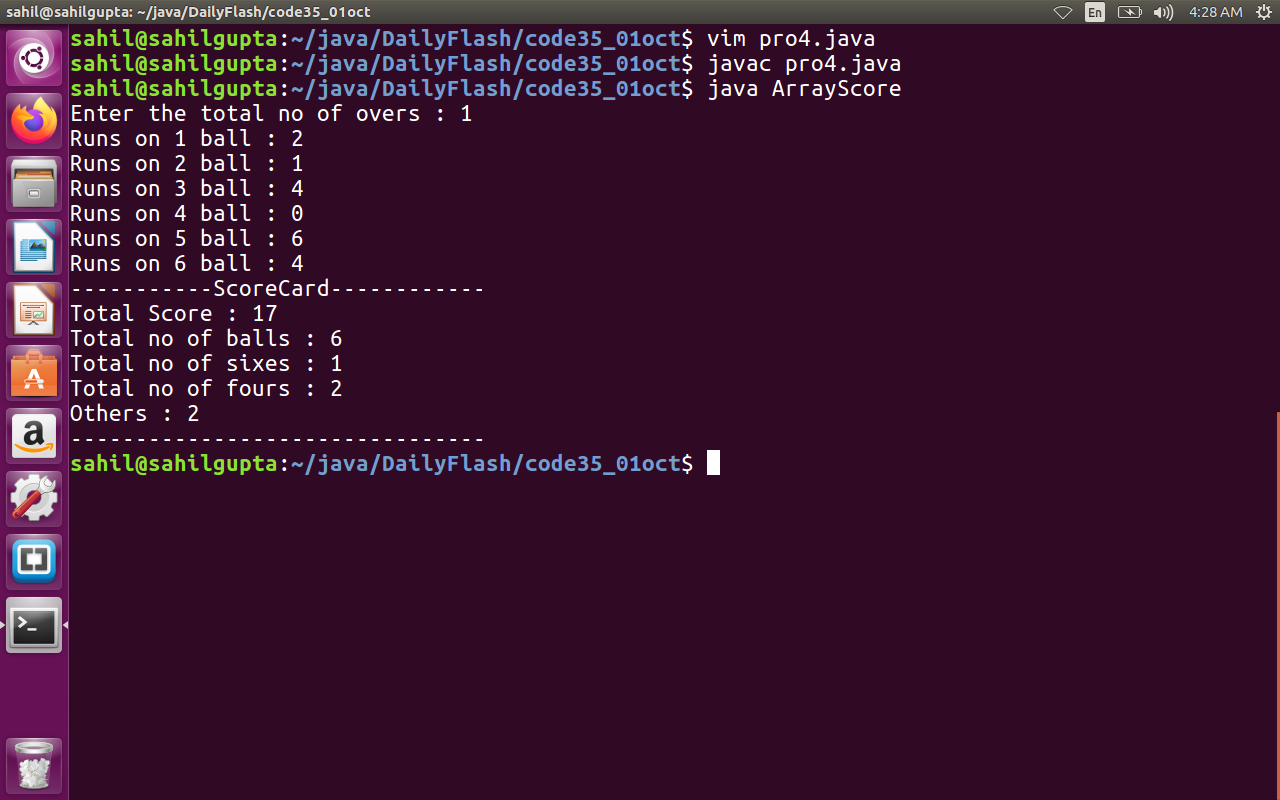 sahil@sahilgupta: ~/java/DailyFlash/code35_01oct En 4:28 AM
sahil@sahilgupta:~/java/DailyFlash/code35_01oct$ vim pro4.java
sahil@sahilgupta:~/java/DailyFlash/code35_01oct$ javac pro4.java
sahil@sahilgupta:~/java/DailyFlash/code35_01oct$ java ArrayScore
Enter the total no of overs : 1
Runs on 1 ball : 2
Runs on 2 ball : 1
Runs on 3 ball : 4
Runs on 4 ball : 0
Runs on 5 ball : 6
Runs on 6 ball : 4
-----------ScoreCard------------
Total Score : 17
Total no of balls : 6
Total no of sixes : 1
Total no of fours : 2
Others : 2
--------------------------------
sahil@sahilgupta:~/java/DailyFlash/code35_01oct$